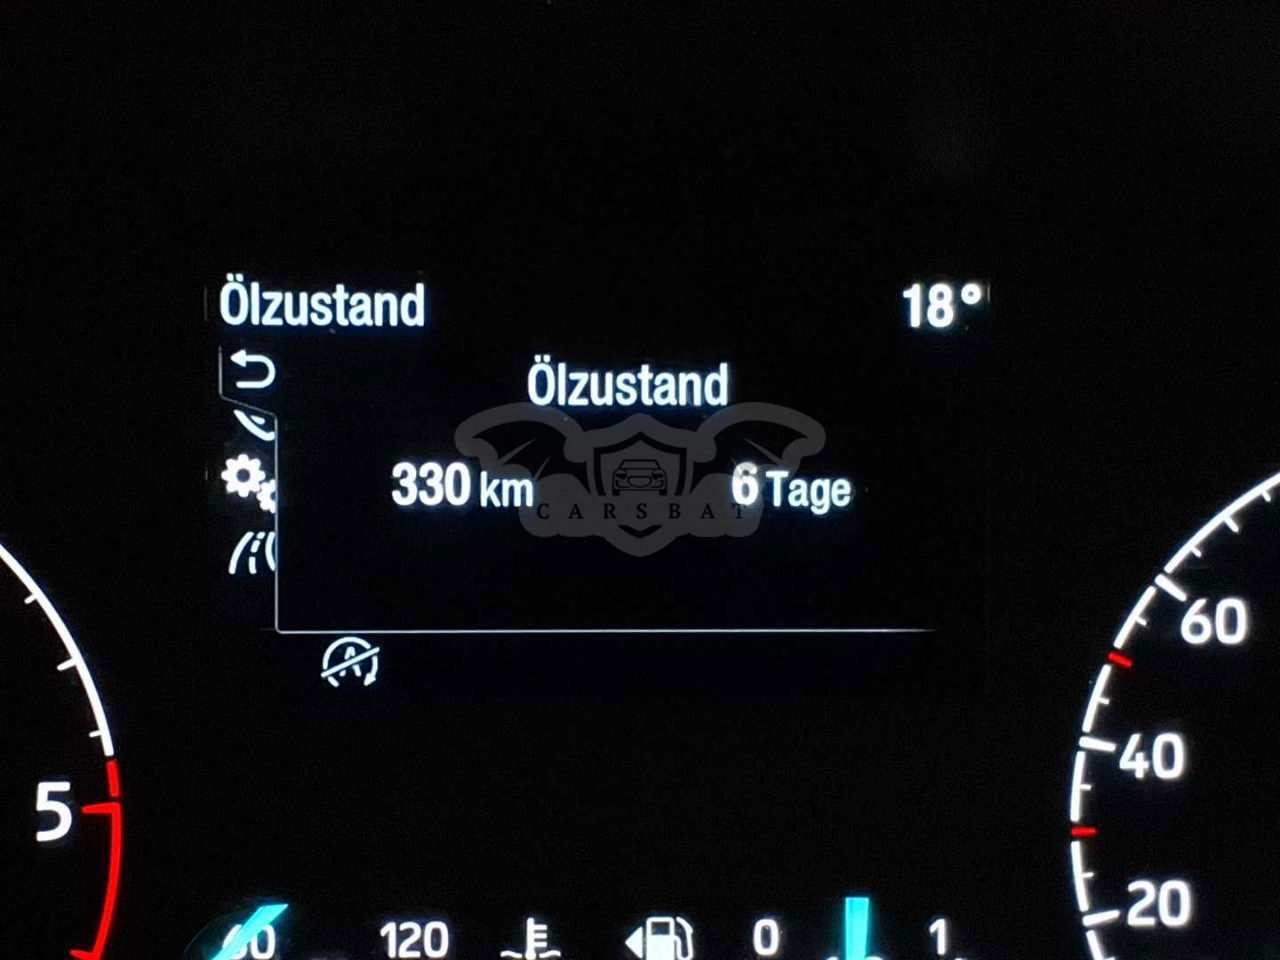 Ölzustand 18°
Ölzustand
330 km 6 Tage
CARSBAT
60
40
5
20
120 0 1